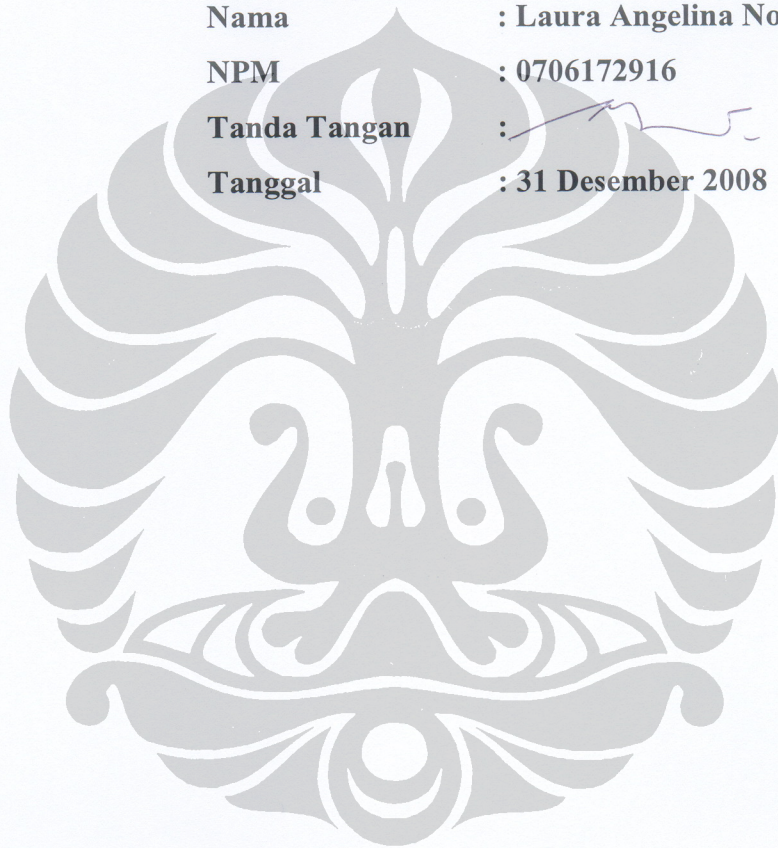 Nama : Laura Angelina No
NPM : 0706172916
Tanda Tangan :
Tanggal : 31 Desember 2008